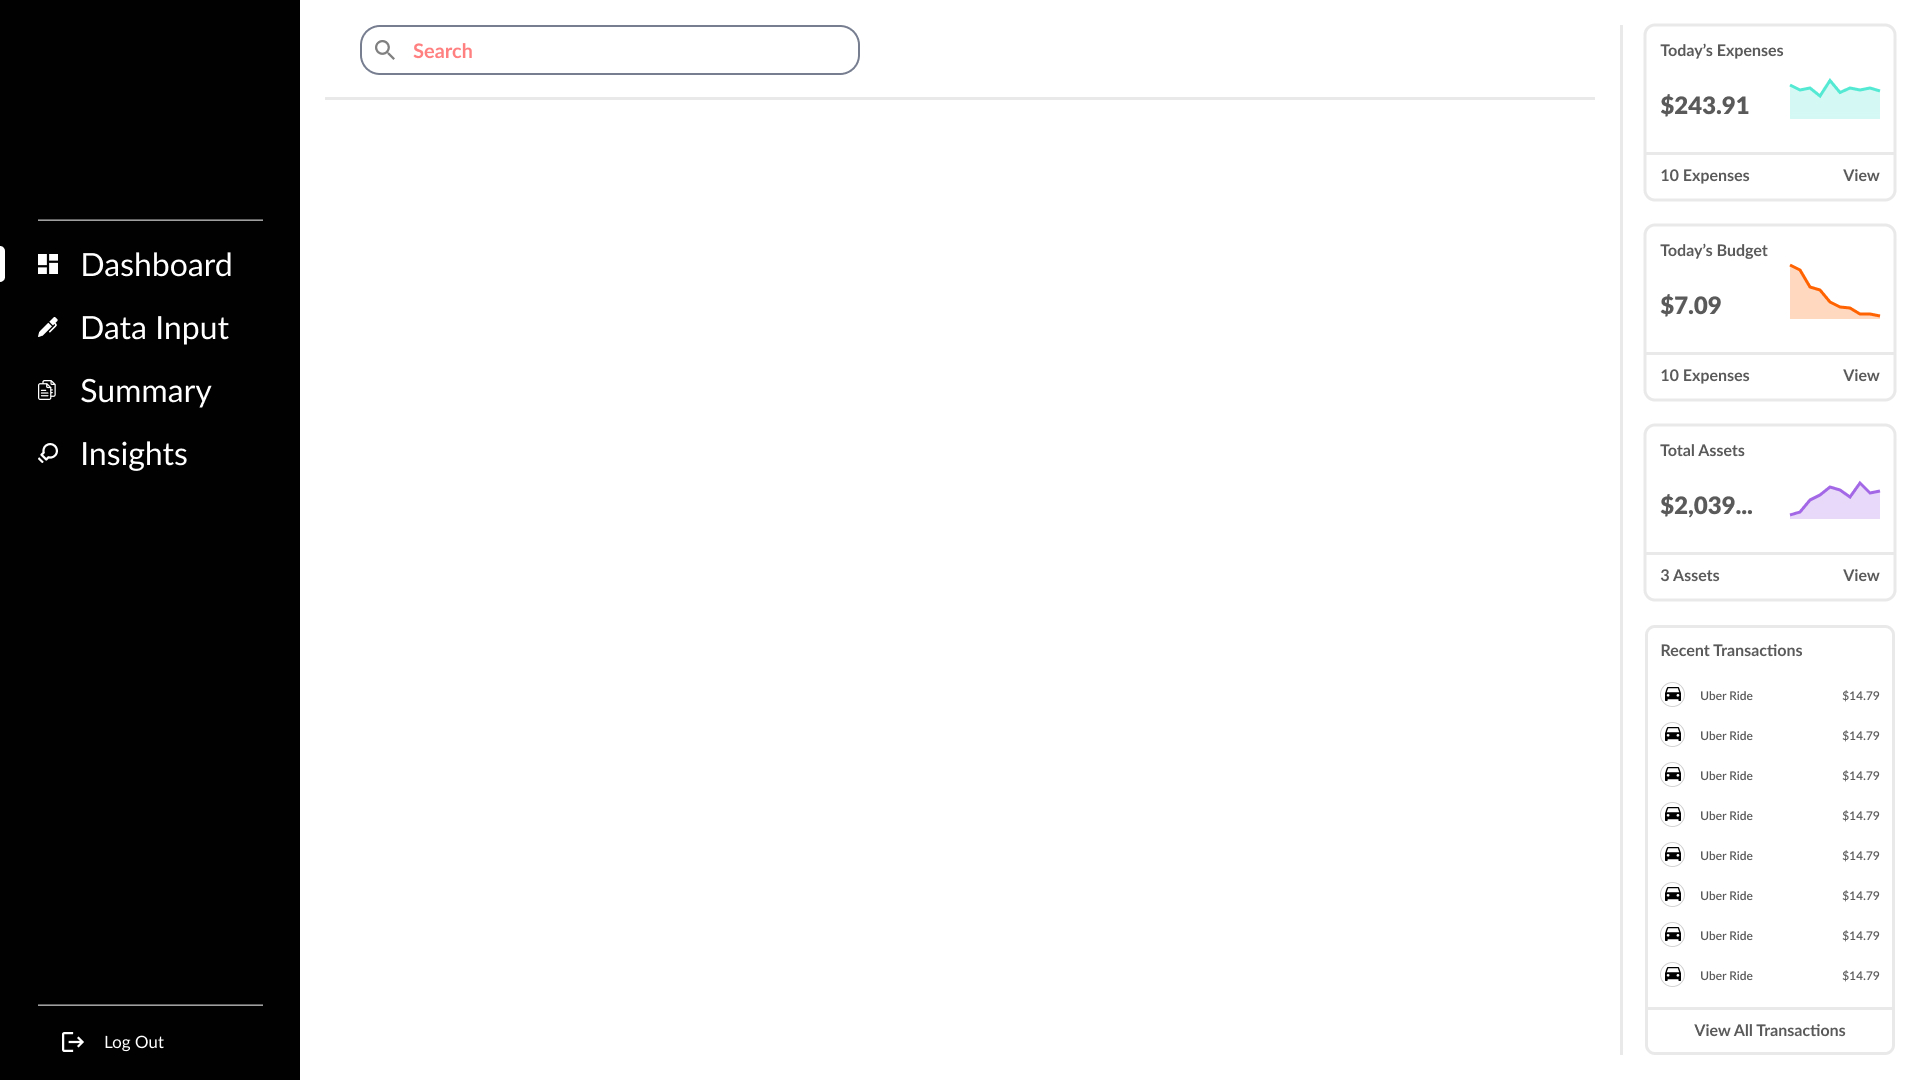 Dashboard
Data Input
Summary
Insights
Log Out
Search
Today’s Expenses
$243.91
10 Expenses View
Today’s Budget
$7.09
10 Expenses View
Total Assets
$2,039...
3 Assets View
Recent Transactions
Uber Ride $14.79
Uber Ride $14.79
Uber Ride $14.79
Uber Ride $14.79
Uber Ride $14.79
Uber Ride $14.79
Uber Ride $14.79
Uber Ride $14.79
View All Transactions